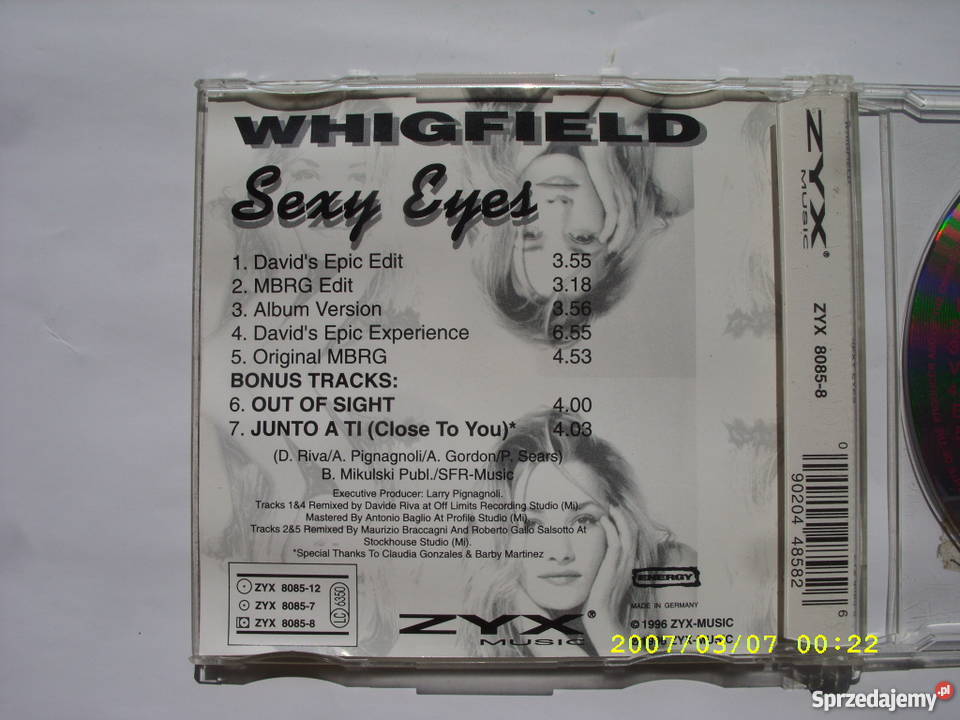 WHIGFIELD
Sexy Eyes
1. David's Epic Edit 3.55
2. MBRG Edit 3.18
3. Album Version 3.56
4. David's Epic Experience 6.55
5. Original MBRG 4.53
BONUS TRACKS:
6. OUT OF SIGHT 4.00
7. JUNTO A TI (Close To You)* 4.03
(D. Riva/A. Pignagnoli/A. Gordon/P. Sears)
B. Mikulski Publ./SFR-Music
Executive Producer: Larry Pignagnoli.
Tracks 1&4 Remixed by Davide Riva at Off Limits Recording Studio (Mi).
Mastered By Antonio Baglio At Profile Studio (Mi).
Tracks 2&5 Remixed By Maurizio Braccagni And Roberto Gallo Salsotto At
Stockhouse Studio (Mi).
*Special Thanks To Claudia Gonzales & Barby Martinez
ZYX 8085-12
ZYX 8085-7
ZYX 8085-8
LC 6350
ZYX®
MUSIC
ENERGY
MADE IN GERMANY
© 1996 ZYX-MUSIC
ZYX-MUSIC
ZYX®
MUSIC
ZYX 8085-8
0 90204 48582 6
2007/03/07 00:22
Sprzedajemy.pl